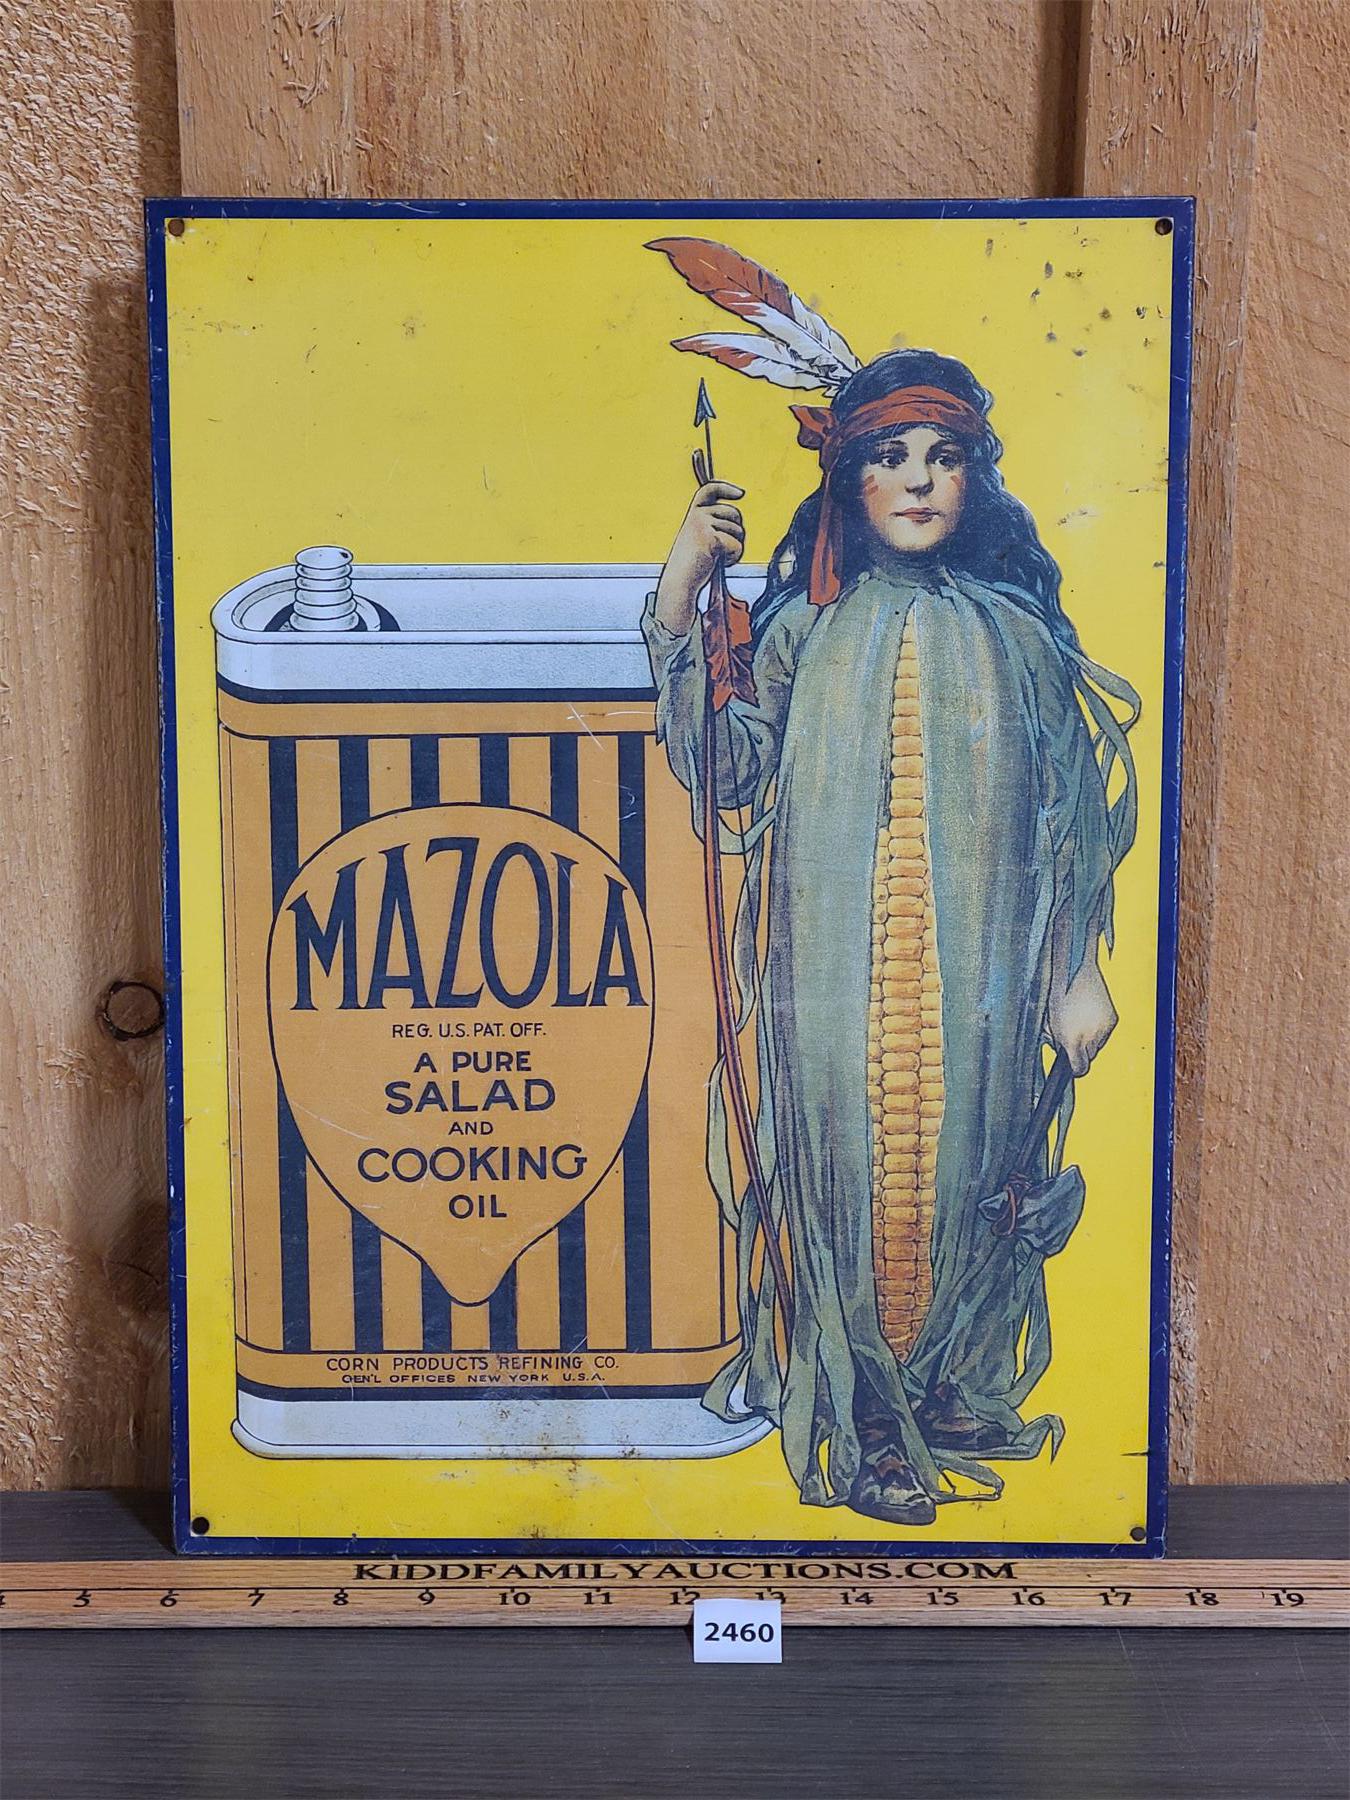 MAZOLA
REG. U.S. PAT. OFF.
A PURE
SALAD
AND
COOKING
OIL
CORN PRODUCTS REFINING CO.
GEN'L OFFICES NEW YORK U.S.A.
KIDDFAMILYAUCTIONS.COM
4 5 6 7 8 9 10 11 12 13 14 15 16 17 18 19
2460